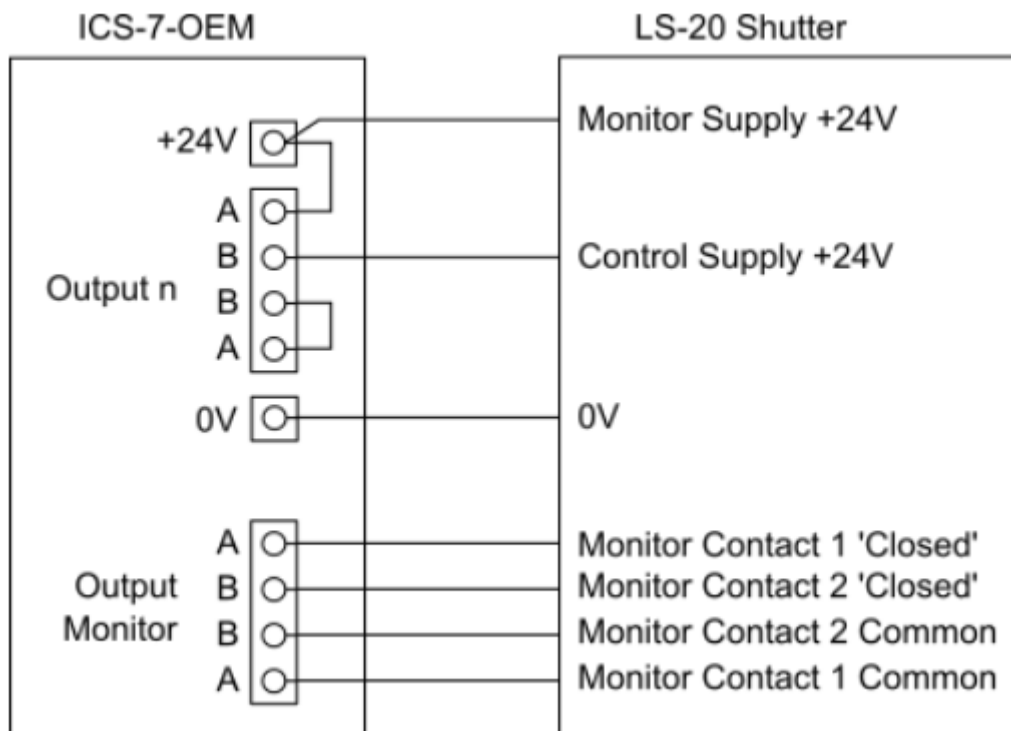 ICS-7-OEM
LS-20 Shutter
+24V
Monitor Supply +24V
A
B
Control Supply +24V
Output n
B
A
0V
0V
A
Monitor Contact 1 'Closed'
Output
B
Monitor Contact 2 'Closed'
Monitor
B
Monitor Contact 2 Common
A
Monitor Contact 1 Common